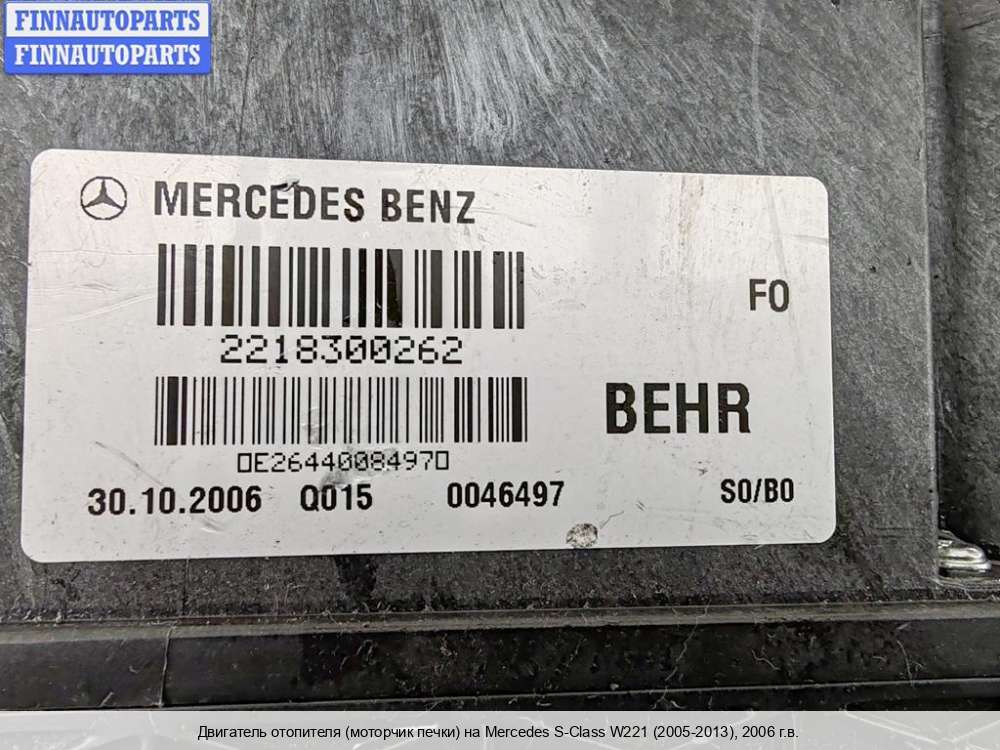 FINNAUTOPARTS
FINNAUTOPARTS
MERCEDES BENZ
2218300262
F0
BEHR
0E26440084970
30.10.2006 Q015 0046497 S0/B0
Двигатель отопителя (моторчик печки) на Mercedes S-Class W221 (2005-2013), 2006 г.в.